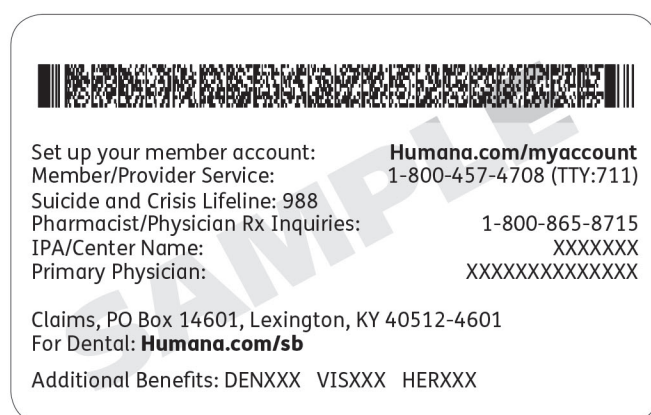 SAMPLE
Set up your member account: Humana.com/myaccount
Member/Provider Service: 1-800-457-4708 (TTY:711)
Suicide and Crisis Lifeline: 988
Pharmacist/Physician Rx Inquiries: 1-800-865-8715
IPA/Center Name: XXXXXXX
Primary Physician: XXXXXXXXXXXXXX
Claims, PO Box 14601, Lexington, KY 40512-4601
For Dental: Humana.com/sb
Additional Benefits: DENXXX VISXXX HERXXX